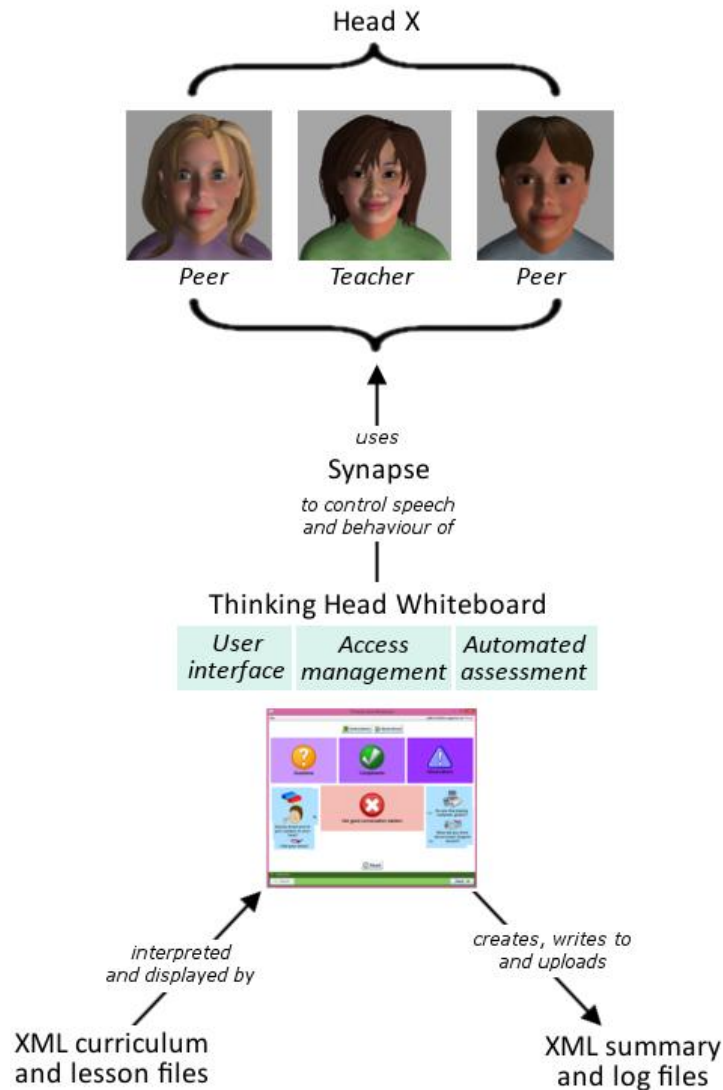 Head X
Peer
Teacher
Peer
uses
Synapse
to control speech
and behaviour of
Thinking Head Whiteboard
User
interface
Access
management
Automated
assessment
interpreted
and displayed by
creates, writes to
and uploads
XML curriculum
and lesson files
XML summary
and log files